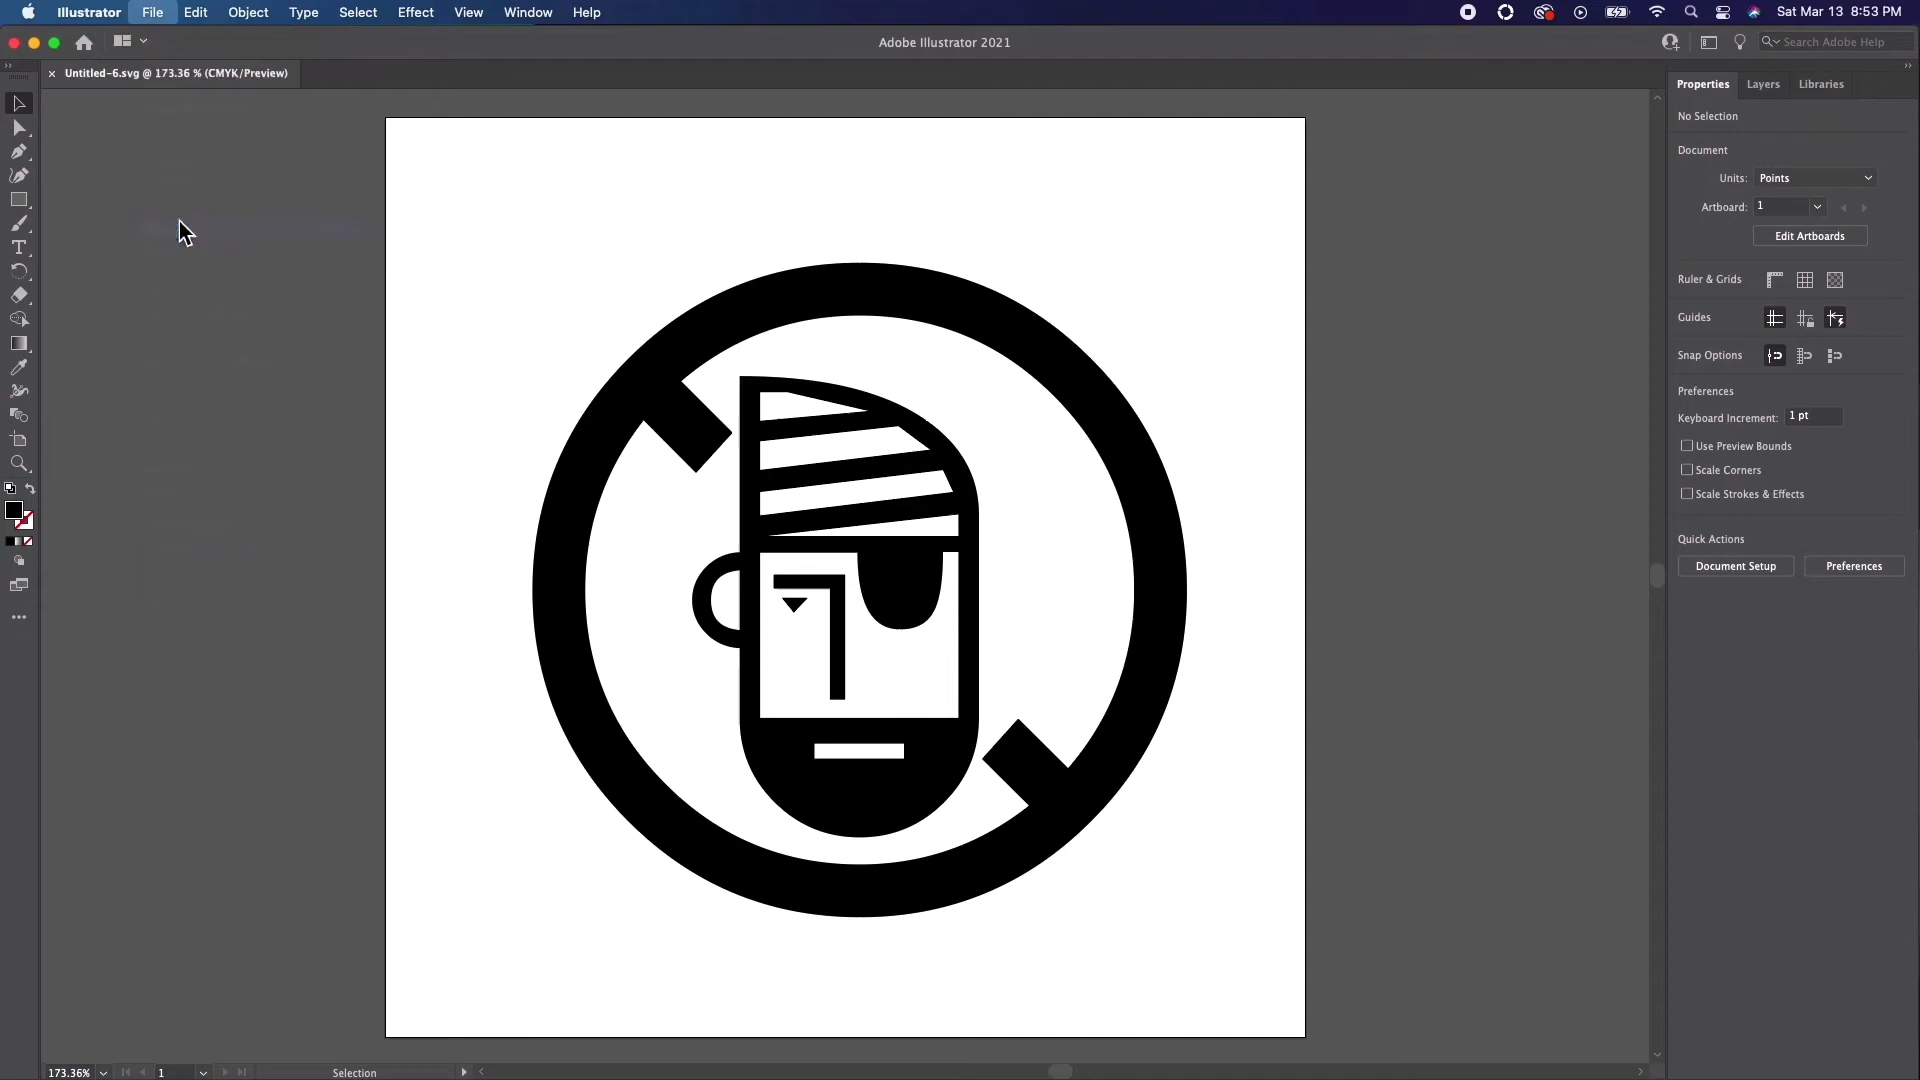 Illustrator File Edit Object Type Select Effect View Window Help Sat Mar 13 8:53 PM
Adobe Illustrator 2021
Search Adobe Help
Untitled-6.svg @ 173.36 % (CMYK/Preview)
Properties Layers Libraries
No Selection
Document
Units: Points
Artboard: 1
Edit Artboards
Ruler & Grids
Guides
Snap Options
Preferences
Keyboard Increment: 1 pt
Use Preview Bounds
Scale Corners
Scale Strokes & Effects
Quick Actions
Document Setup Preferences
173.36% 1 Selection